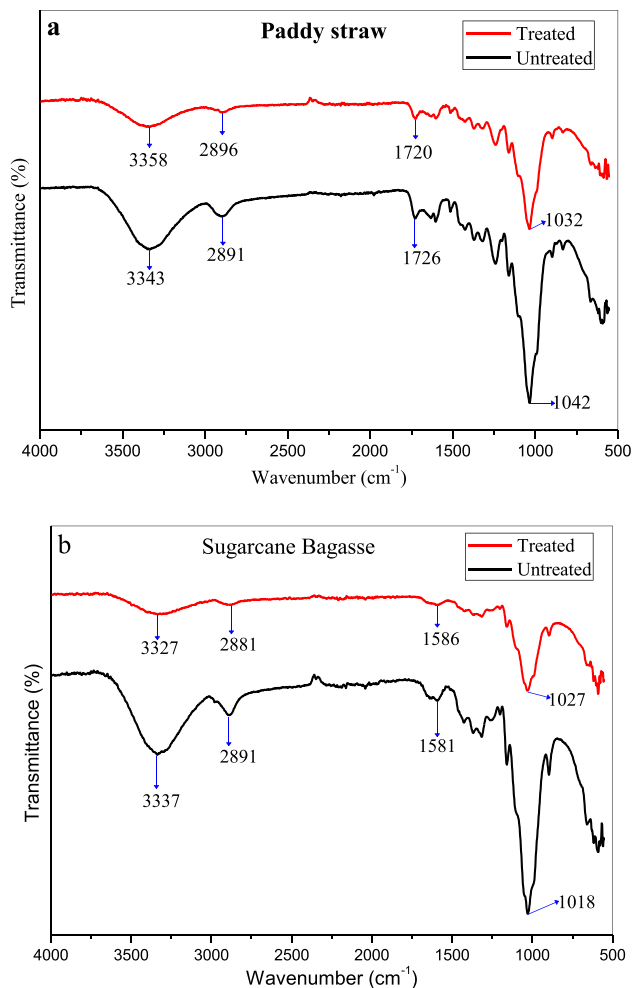 a
Paddy straw
Treated
Untreated
Transmittance (%)
3358
2896
1720
1032
3343
2891
1726
1042
4000 3500 3000 2500 2000 1500 1000 500
Wavenumber (cm⁻¹)
b
Sugarcane Bagasse
Treated
Untreated
Transmittance (%)
3327
2881
1586
1027
3337
2891
1581
1018
4000 3500 3000 2500 2000 1500 1000 500
Wavenumber (cm⁻¹)